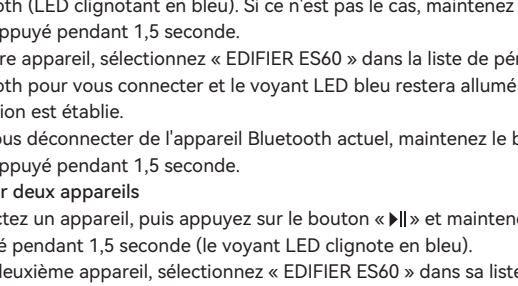 oth (LED clignotant en bleu). Si ce n'est pas le cas, maintenez
ppuyé pendant 1,5 seconde.
re appareil, sélectionnez « EDIFIER ES60 » dans la liste de pé
oth pour vous connecter et le voyant LED bleu restera allumé
ion est établie.
ous déconnecter de l'appareil Bluetooth actuel, maintenez le b
ppuyé pendant 1,5 seconde.
r deux appareils
ctez un appareil, puis appuyez sur le bouton « ⏯ » et mainten
é pendant 1,5 seconde (le voyant LED clignote en bleu).
deuxième appareil, sélectionnez « EDIFIER ES60 » dans sa liste